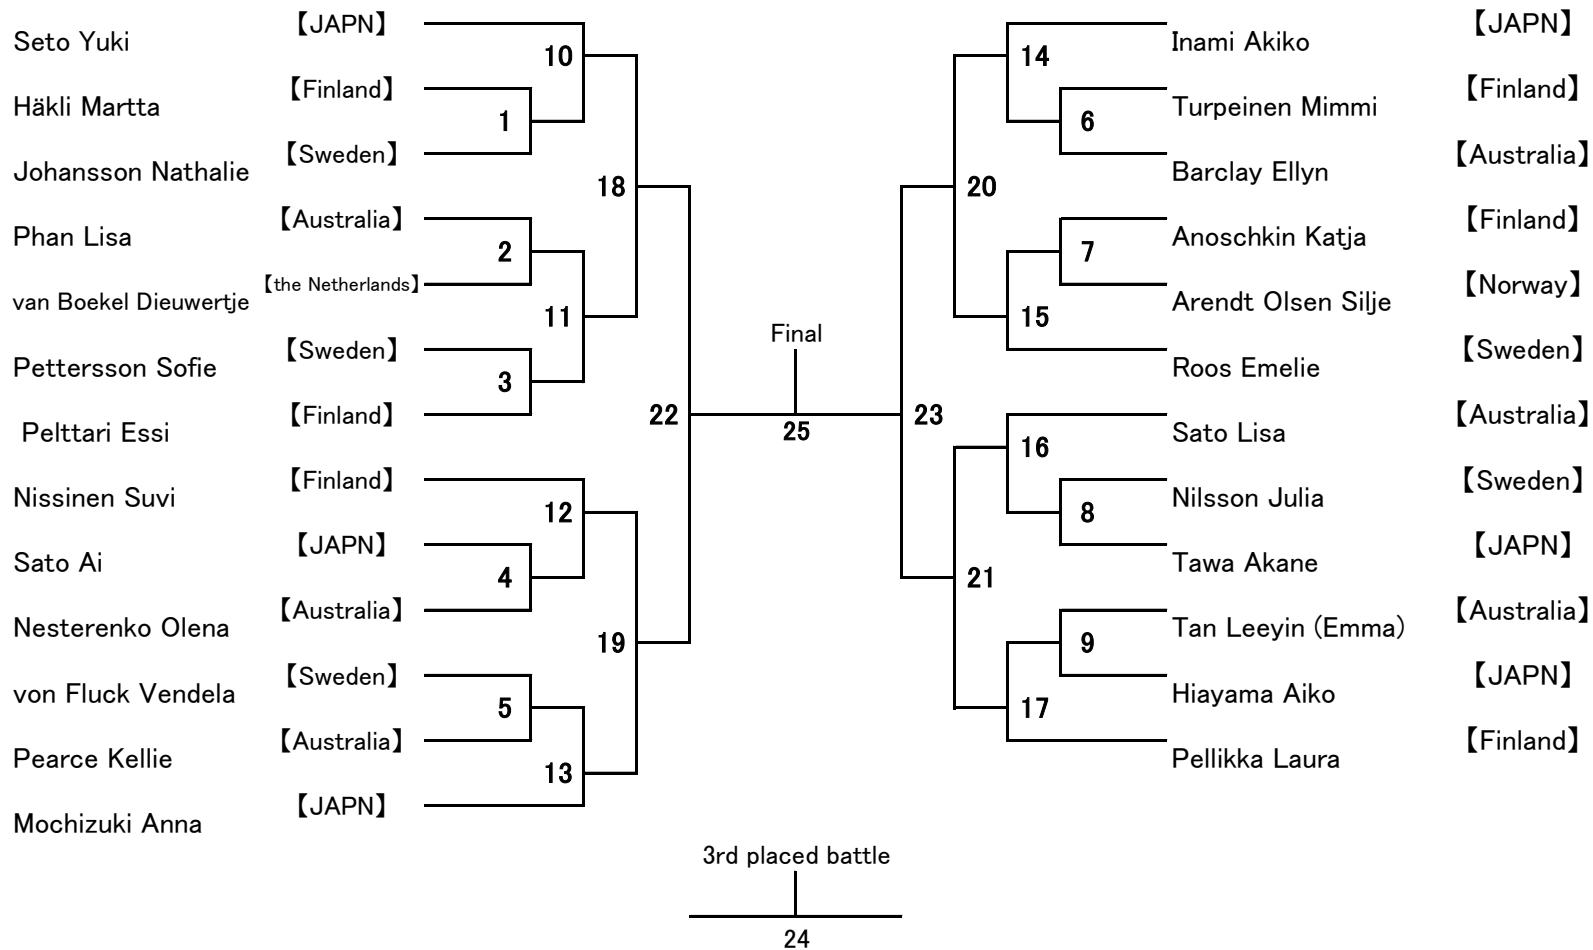 Seto Yuki 【JAPN】
10
Häkli Martta 【Finland】
1
Johansson Nathalie 【Sweden】
18
Phan Lisa 【Australia】
2
van Boekel Dieuwertje 【the Netherlands】
11
Pettersson Sofie 【Sweden】
3
Pelttari Essi 【Finland】
22
Nissinen Suvi 【Finland】
12
Sato Ai 【JAPN】
4
Nesterenko Olena 【Australia】
19
von Fluck Vendela 【Sweden】
5
Pearce Kellie 【Australia】
13
Mochizuki Anna 【JAPN】
Final
25
Inami Akiko 【JAPN】
14
Turpeinen Mimmi 【Finland】
6
Barclay Ellyn 【Australia】
20
Anoschkin Katja 【Finland】
7
Arendt Olsen Silje 【Norway】
15
Roos Emelie 【Sweden】
23
Sato Lisa 【Australia】
16
Nilsson Julia 【Sweden】
8
Tawa Akane 【JAPN】
21
Tan Leeyin (Emma) 【Australia】
9
Hiayama Aiko 【JAPN】
17
Pellikka Laura 【Finland】
3rd placed battle
24